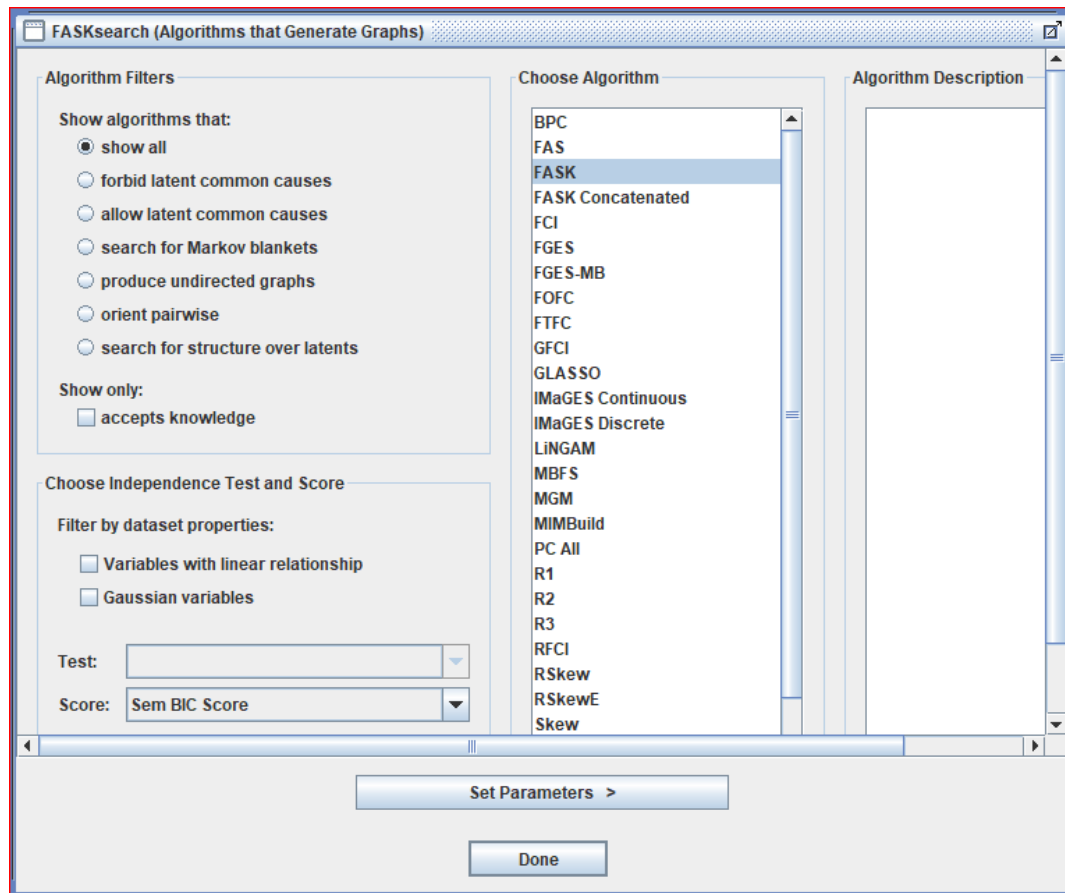 FASKsearch (Algorithms that Generate Graphs)
Algorithm Filters
Show algorithms that:
show all
forbid latent common causes
allow latent common causes
search for Markov blankets
produce undirected graphs
orient pairwise
search for structure over latents
Show only:
accepts knowledge
Choose Independence Test and Score
Filter by dataset properties:
Variables with linear relationship
Gaussian variables
Test:
Score: Sem BIC Score
Choose Algorithm
BPC
FAS
FASK
FASK Concatenated
FCI
FGES
FGES-MB
FOFC
FTFC
GFCI
GLASSO
IMaGES Continuous
IMaGES Discrete
LiNGAM
MBFS
MGM
MIMBuild
PC All
R1
R2
R3
RFCI
RSkew
RSkewE
Skew
Algorithm Description
Set Parameters >
Done